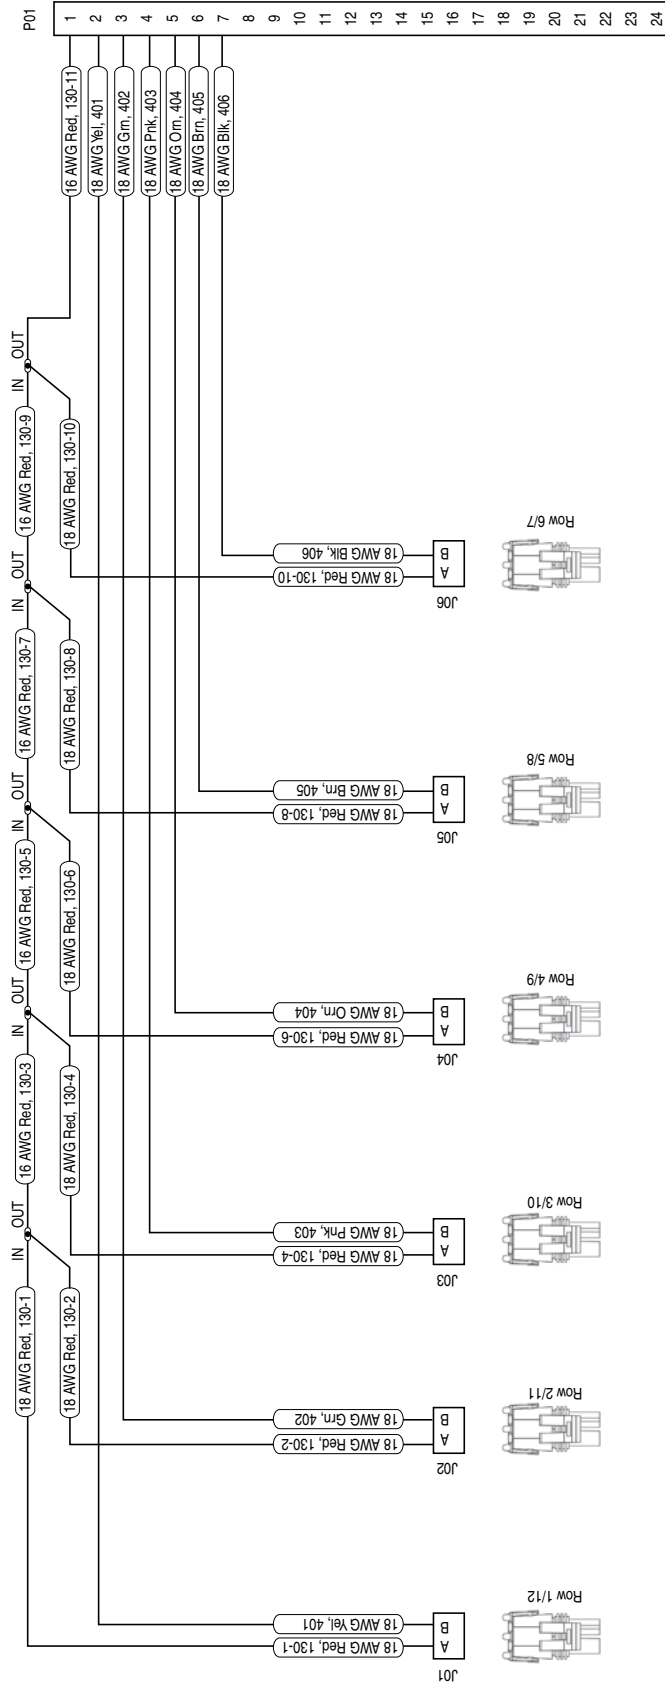 P01
1
2
3
4
5
6
7
8
9
10
11
12
13
14
15
16
17
18
19
20
21
22
23
24
16 AWG Red, 130-11
18 AWG Yel, 401
18 AWG Grn, 402
18 AWG Pnk, 403
18 AWG Orn, 404
18 AWG Brn, 405
18 AWG Blk, 406
IN OUT
16 AWG Red, 130-9
18 AWG Red, 130-10
IN OUT
16 AWG Red, 130-7
18 AWG Red, 130-8
IN OUT
16 AWG Red, 130-5
18 AWG Red, 130-6
IN OUT
16 AWG Red, 130-3
18 AWG Red, 130-4
IN OUT
18 AWG Red, 130-1
18 AWG Red, 130-2
18 AWG Blk, 406
18 AWG Red, 130-10
B
A
J06
Row 6/7
18 AWG Brn, 405
18 AWG Red, 130-8
B
A
J05
Row 5/8
18 AWG Orn, 404
18 AWG Red, 130-6
B
A
J04
Row 4/9
18 AWG Pnk, 403
18 AWG Red, 130-4
B
A
J03
Row 3/10
18 AWG Grn, 402
18 AWG Red, 130-2
B
A
J02
Row 2/11
18 AWG Yel, 401
18 AWG Red, 130-1
B
A
J01
Row 1/12